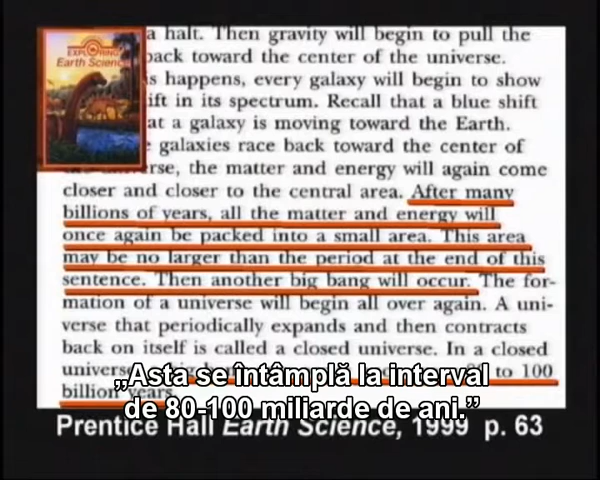 EXPLORING
Earth Science
a halt. Then gravity will begin to pull the
back toward the center of the universe.
s happens, every galaxy will begin to show
ift in its spectrum. Recall that a blue shift
at a galaxy is moving toward the Earth.
galaxies race back toward the center of
rse, the matter and energy will again come
closer and closer to the central area. After many
billions of years, all the matter and energy will
once again be packed into a small area. This area
may be no larger than the period at the end of this
sentence. Then another big bang will occur. The for-
mation of a universe will begin all over again. A uni-
verse that periodically expands and then contracts
back on itself is called a closed universe. In a closed
to 100
billion years
„Asta se întâmplă la interval
de 80-100 miliarde de ani.”
Prentice Hall Earth Science, 1999 p. 63